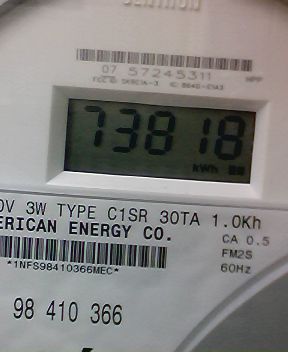 07 57245311
73818
kWh
0V 3W TYPE C1SR 30TA 1.0Kh
ERICAN ENERGY CO.
CA 0.5
FM2S
*1NFS98410366MEC*
60Hz
98 410 366